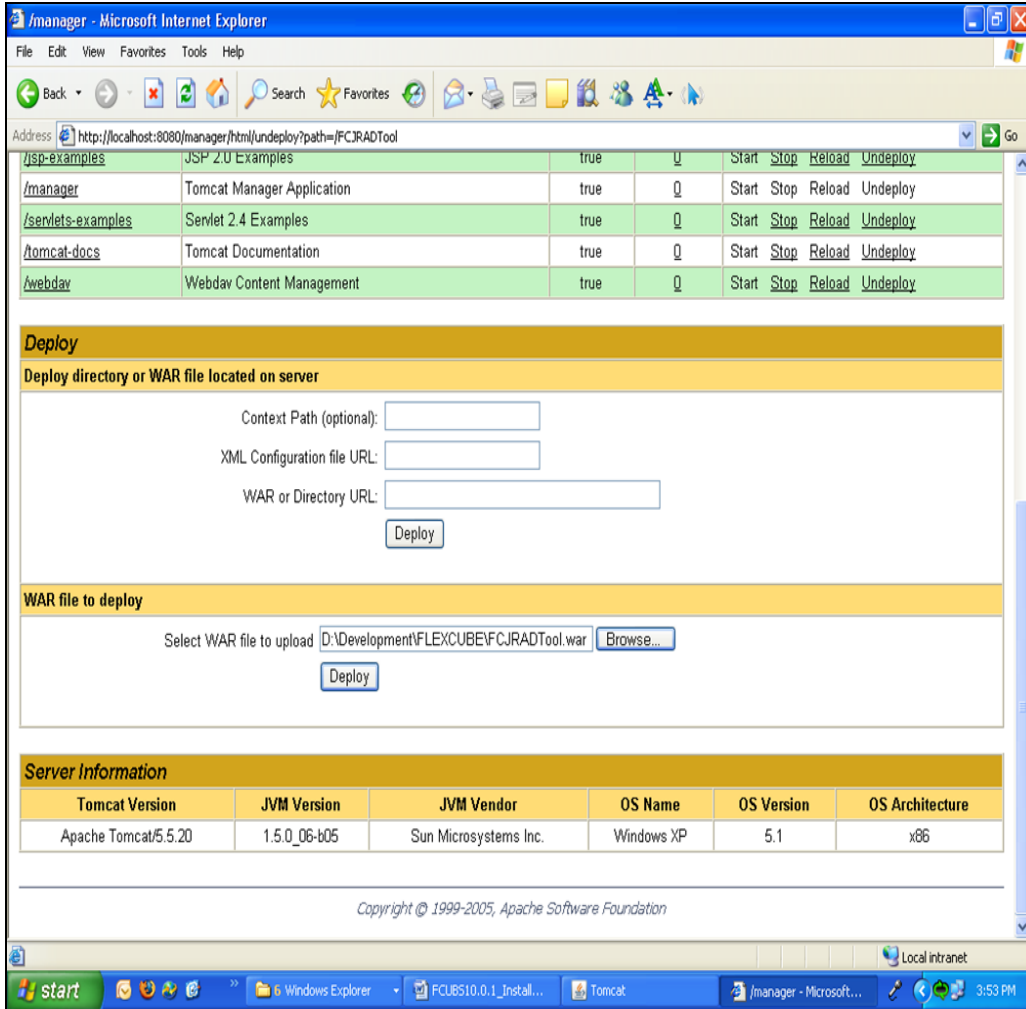 /manager - Microsoft Internet Explorer
File Edit View Favorites Tools Help
Back Search Favorites
Address http://localhost:8080/manager/html/undeploy?path=/FCJRADTool Go
/jsp-examples JSP 2.0 Examples true 0 Start Stop Reload Undeploy
/manager Tomcat Manager Application true 0 Start Stop Reload Undeploy
/servlets-examples Servlet 2.4 Examples true 0 Start Stop Reload Undeploy
/tomcat-docs Tomcat Documentation true 0 Start Stop Reload Undeploy
/webdav Webdav Content Management true 0 Start Stop Reload Undeploy
Deploy
Deploy directory or WAR file located on server
Context Path (optional):
XML Configuration file URL:
WAR or Directory URL:
Deploy
WAR file to deploy
Select WAR file to upload D:\Development\FLEXCUBE\FCJRADTool.war Browse...
Deploy
Server Information
Tomcat Version JVM Version JVM Vendor OS Name OS Version OS Architecture
Apache Tomcat/5.5.20 1.5.0_06-b05 Sun Microsystems Inc. Windows XP 5.1 x86
Copyright © 1999-2005, Apache Software Foundation
Local intranet
start 6 Windows Explorer FCUBS10.0.1_Install... Tomcat /manager - Microsoft... 3:53 PM